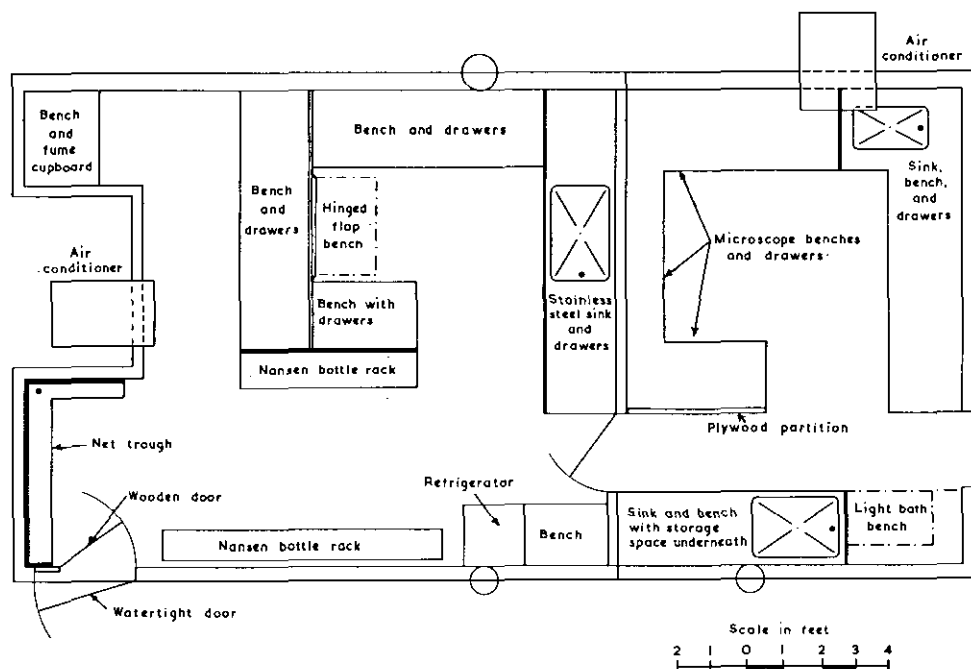 Air
conditioner
Bench
and
fume
cupboard
Bench and drawers
Bench
and
drawers
Hinged
flap
bench
Sink,
bench,
and
drawers
Microscope benches
and drawers
Air
conditioner
Bench with
drawers
Stainless
steel sink
and
drawers
Nansen bottle rack
Plywood partition
Net trough
Refrigerator
Wooden door
Nansen bottle rack
Bench
Sink and bench
with storage
space underneath
Light bath
bench
Watertight door
Scale in feet
2 1 0 1 2 3 4